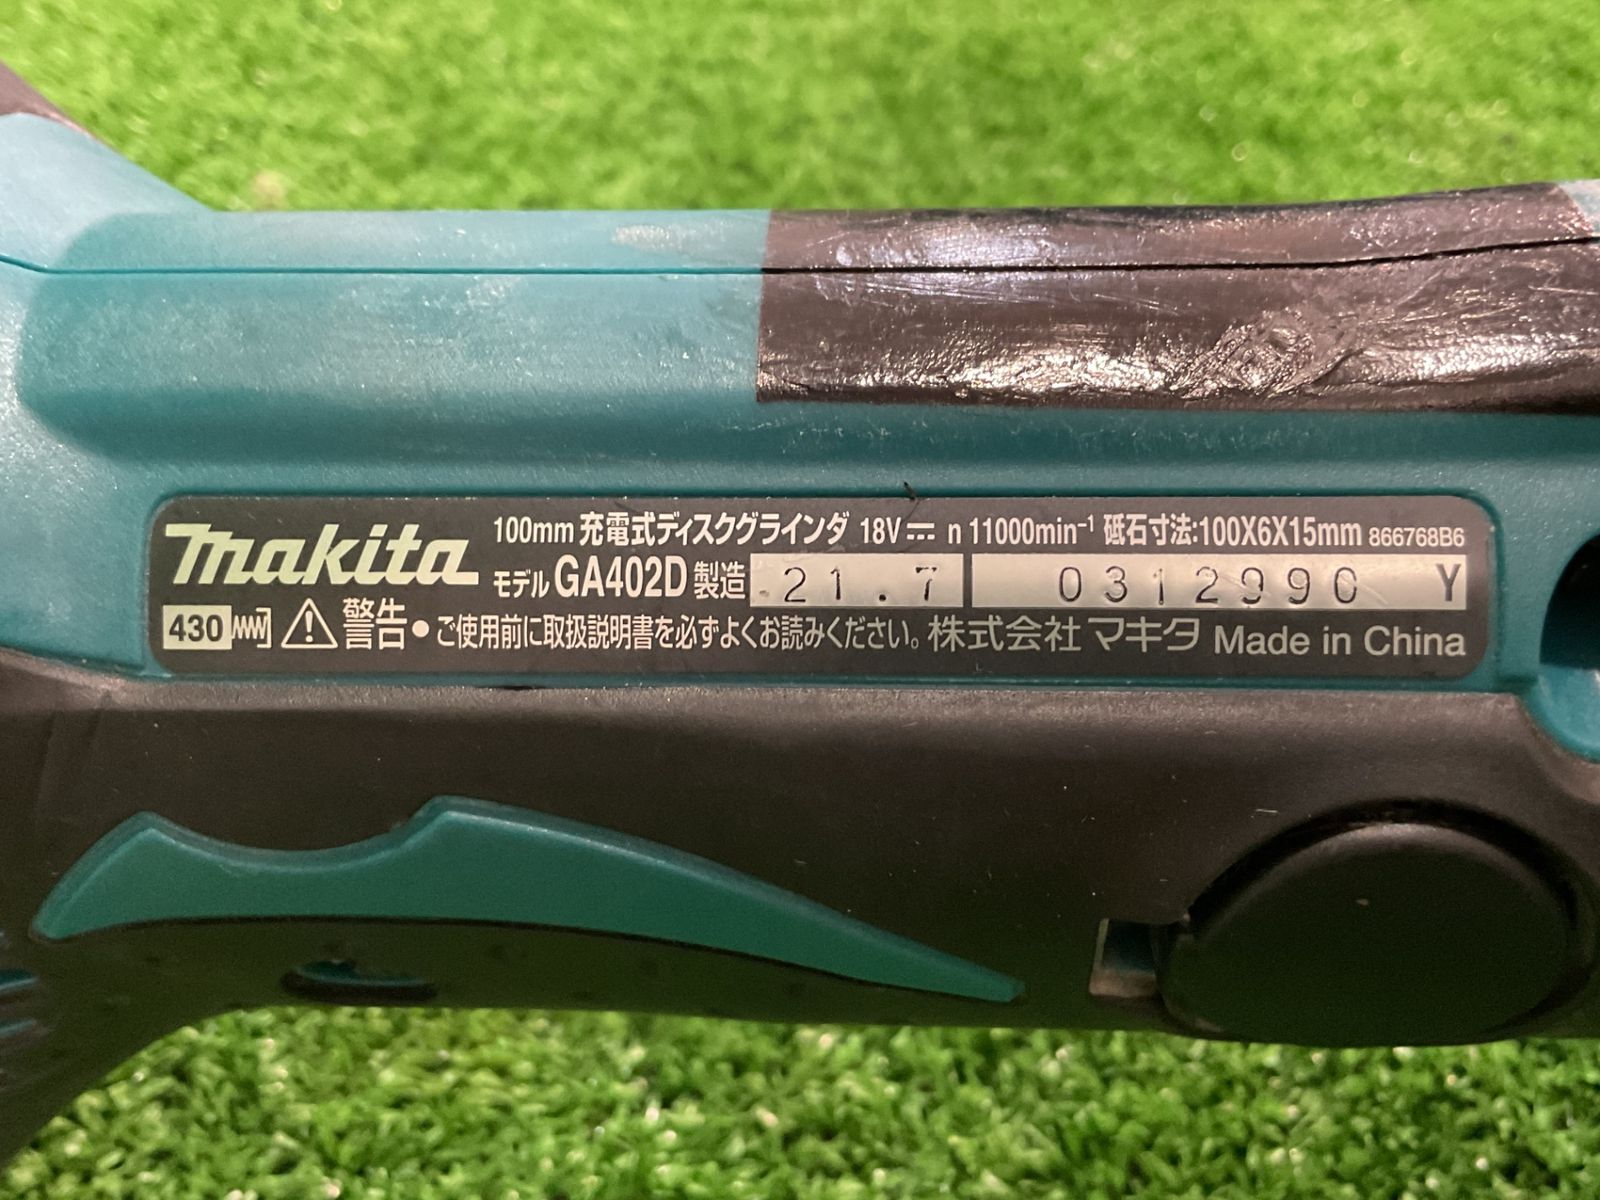 makita 100mm 充電式ディスクグラインダ 18V⎓ n 11000min⁻¹ 砥石寸法:100X6X15mm 866768B6
モデル GA402D 製造 21.7 0312990 Y
430 警告 ●ご使用前に取扱説明書を必ずよくお読みください。 株式会社マキタ Made in China